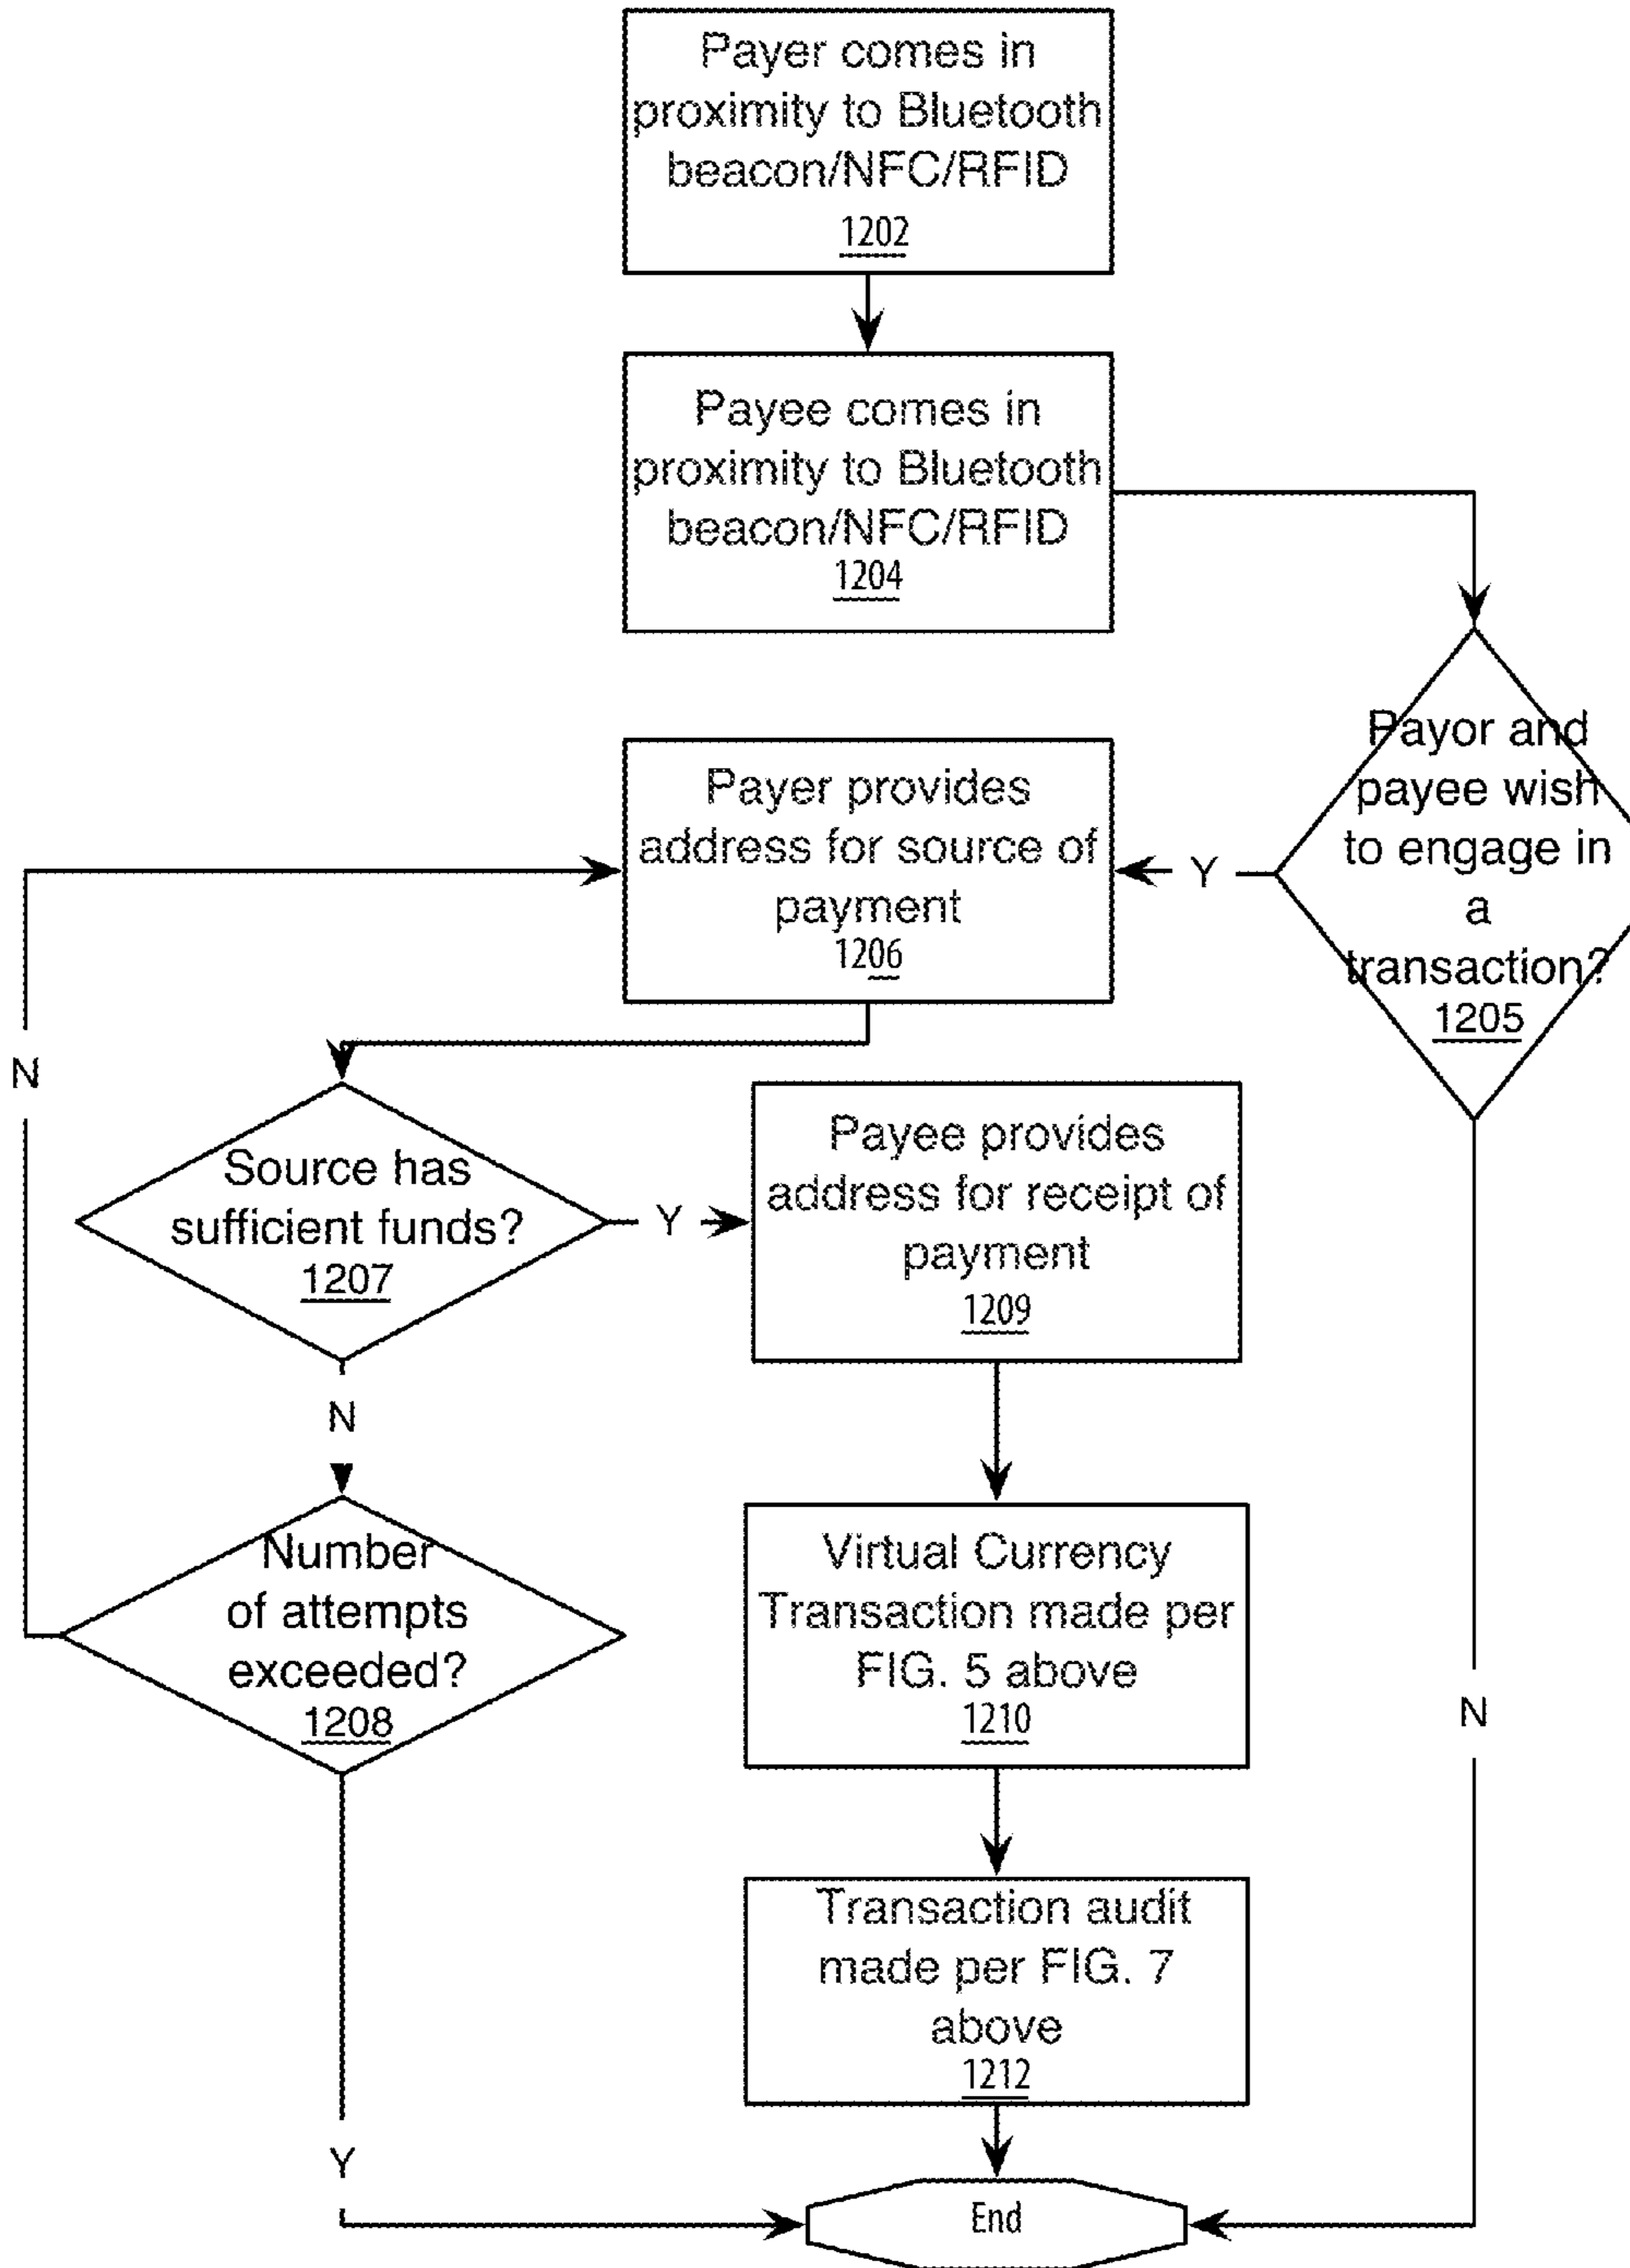 Payer comes in
proximity to Bluetooth
beacon/NFC/RFID
1202
Payee comes in
proximity to Bluetooth
beacon/NFC/RFID
1204
Payor and
payee wish
to engage in
a
transaction?
1205
Y
Payer provides
address for source of
payment
1206
N
Source has
sufficient funds?
1207
Y
Payee provides
address for receipt of
payment
1209
N
Number
of attempts
exceeded?
1208
Virtual Currency
Transaction made per
FIG. 5 above
1210
N
Transaction audit
made per FIG. 7
above
1212
Y
End